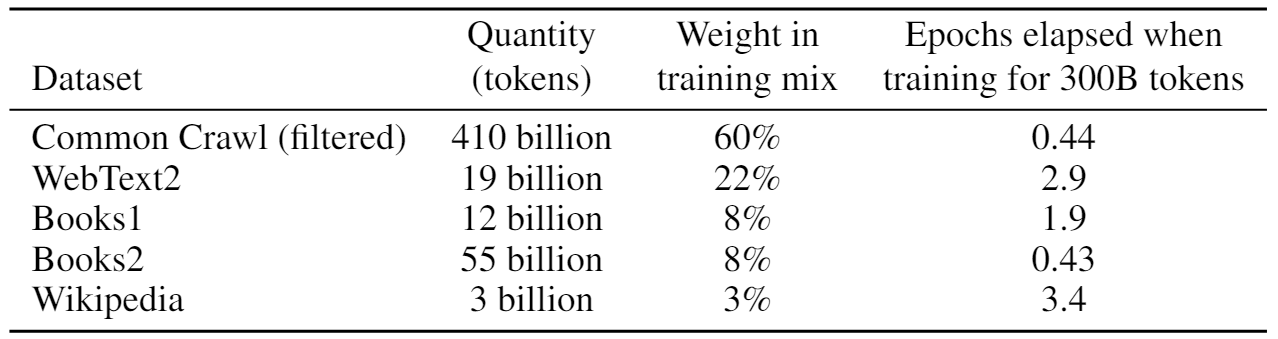 Quantity Weight in Epochs elapsed when
Dataset (tokens) training mix training for 300B tokens
Common Crawl (filtered) 410 billion 60% 0.44
WebText2 19 billion 22% 2.9
Books1 12 billion 8% 1.9
Books2 55 billion 8% 0.43
Wikipedia 3 billion 3% 3.4